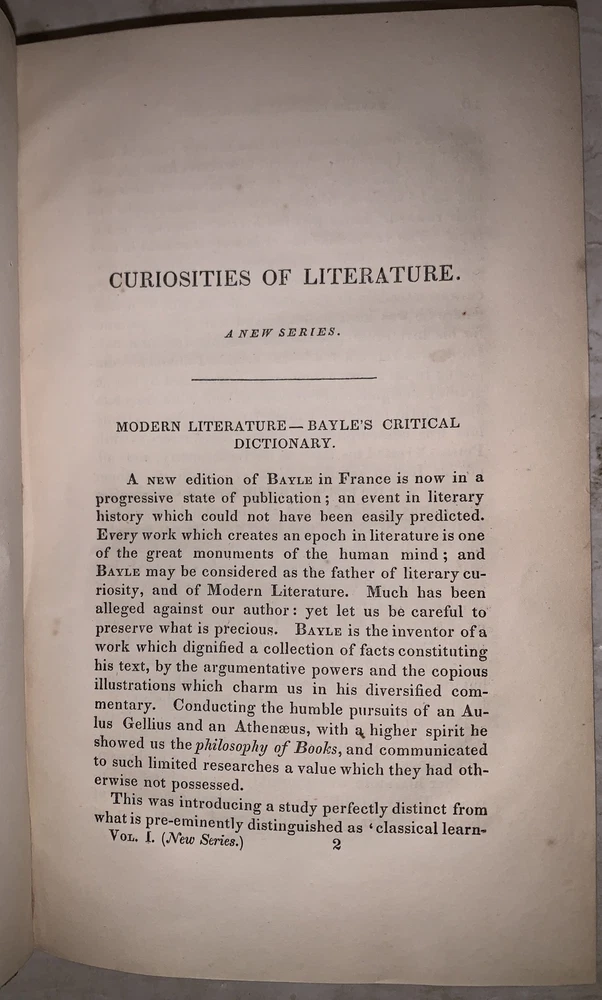 CURIOSITIES OF LITERATURE.
A NEW SERIES.
MODERN LITERATURE — BAYLE'S CRITICAL
DICTIONARY.
A NEW edition of BAYLE in France is now in a
progressive state of publication; an event in literary
history which could not have been easily predicted.
Every work which creates an epoch in literature is one
of the great monuments of the human mind; and
BAYLE may be considered as the father of literary cu-
riosity, and of Modern Literature. Much has been
alleged against our author: yet let us be careful to
preserve what is precious. BAYLE is the inventor of a
work which dignified a collection of facts constituting
his text, by the argumentative powers and the copious
illustrations which charm us in his diversified com-
mentary. Conducting the humble pursuits of an Au-
lus Gellius and an Athenæus, with a higher spirit he
showed us the philosophy of Books, and communicated
to such limited researches a value which they had oth-
erwise not possessed.
This was introducing a study perfectly distinct from
what is pre-eminently distinguished as 'classical learn-
VOL. I. (New Series.) 2